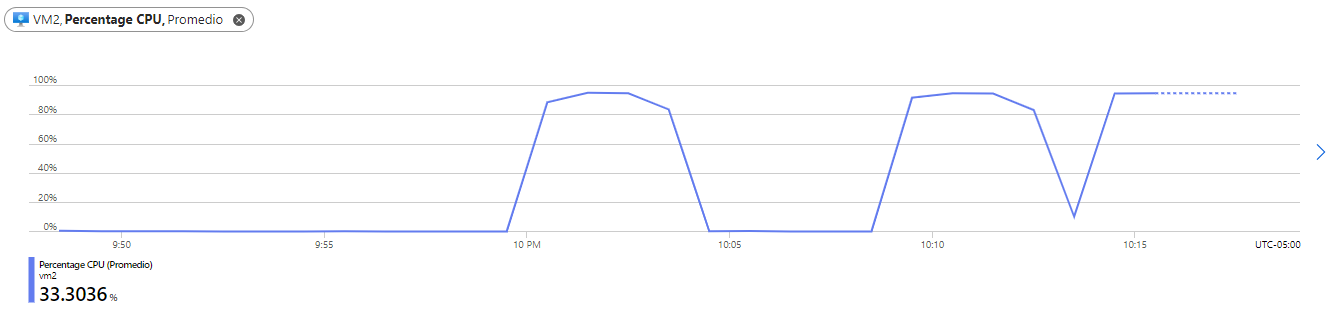 VM2, Percentage CPU, Promedio
100%
80%
60%
40%
20%
0%
9:50 9:55 10 PM 10:05 10:10 10:15 UTC-05:00
Percentage CPU (Promedio)
vm2
33.3036 %